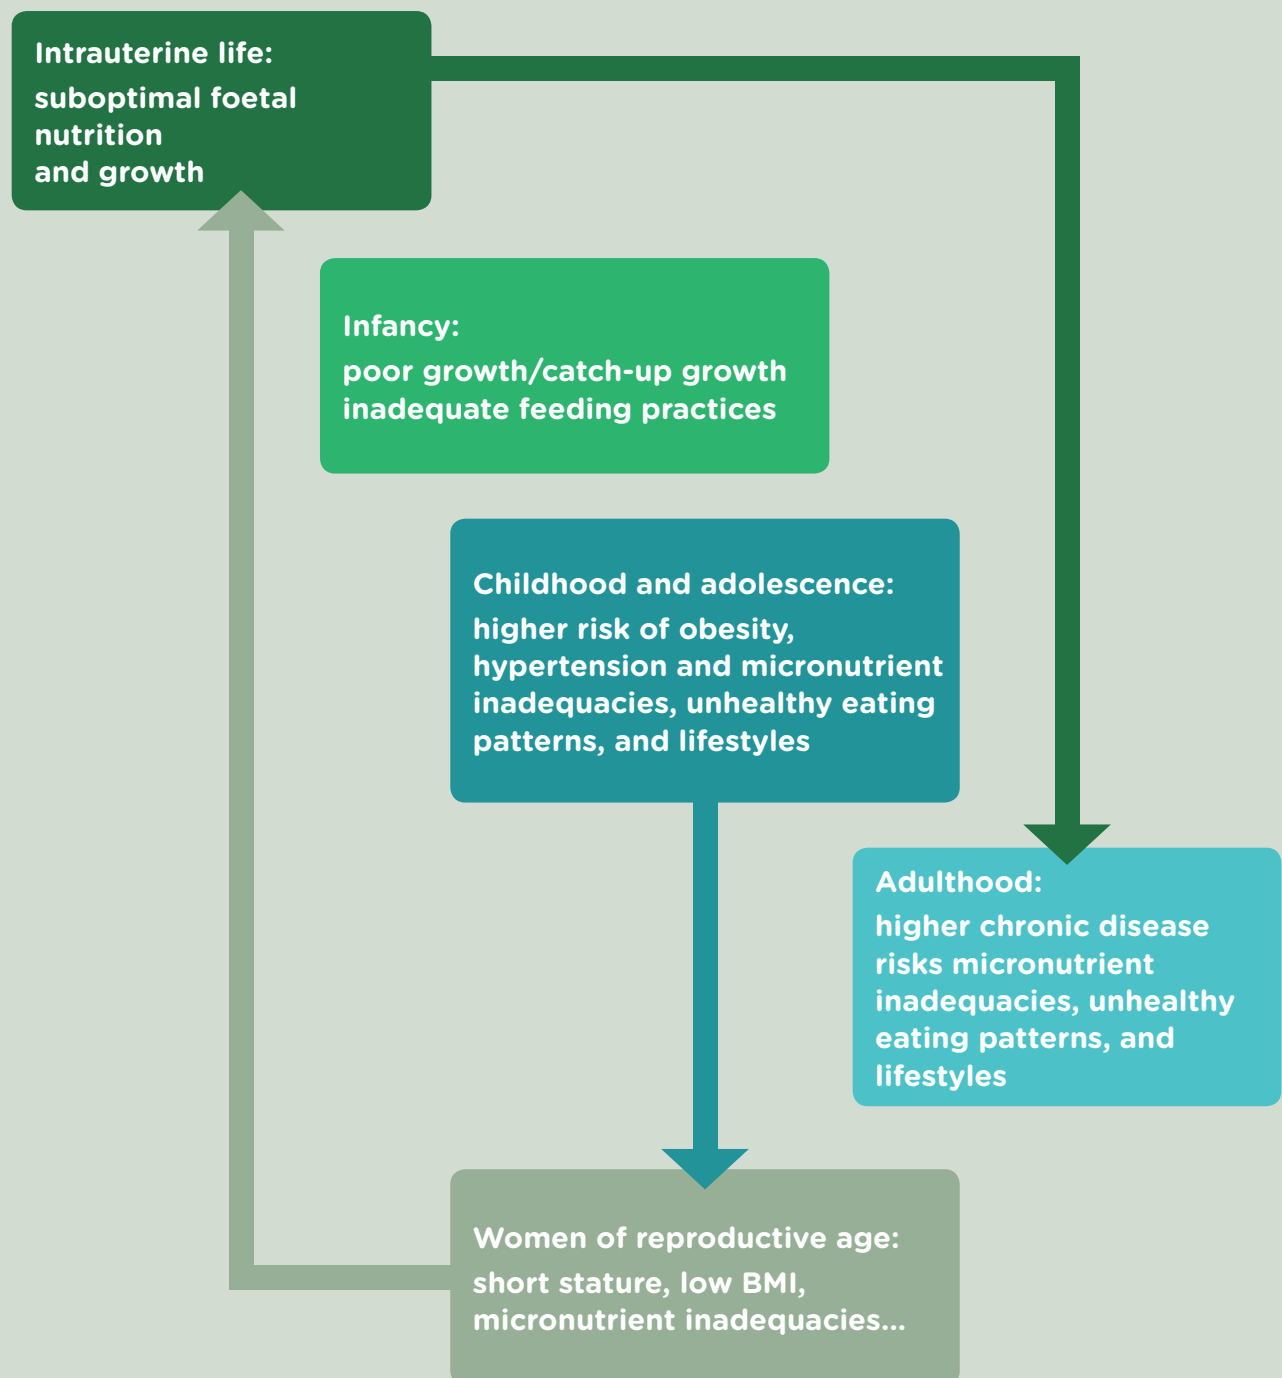 Intrauterine life:
suboptimal foetal
nutrition
and growth
Infancy:
poor growth/catch-up growth
inadequate feeding practices
Childhood and adolescence:
higher risk of obesity,
hypertension and micronutrient
inadequacies, unhealthy eating
patterns, and lifestyles
Adulthood:
higher chronic disease
risks micronutrient
inadequacies, unhealthy
eating patterns, and
lifestyles
Women of reproductive age:
short stature, low BMI,
micronutrient inadequacies...